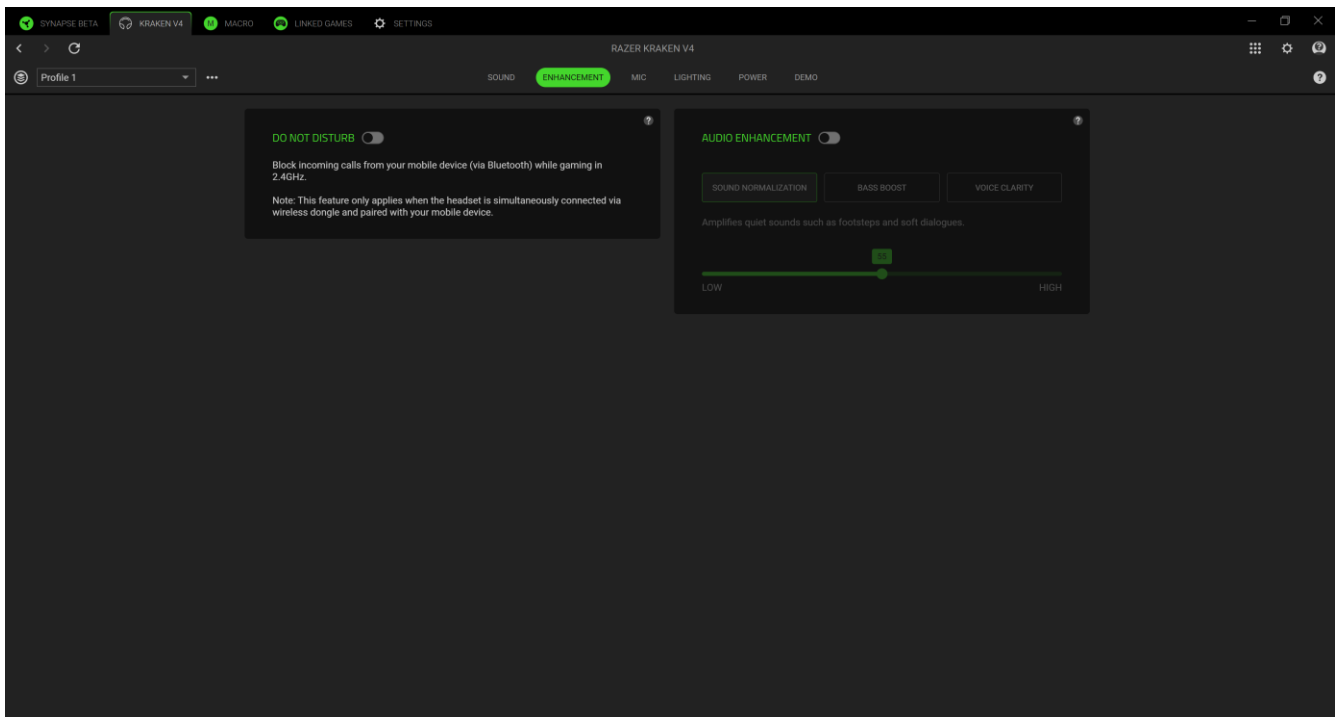 SYNAPSE BETA
KRAKEN V4
MACRO
LINKED GAMES
SETTINGS
RAZER KRAKEN V4
Profile 1
SOUND
ENHANCEMENT
MIC
LIGHTING
POWER
DEMO
DO NOT DISTURB
Block incoming calls from your mobile device (via Bluetooth) while gaming in
2.4GHz.
Note: This feature only applies when the headset is simultaneously connected via
wireless dongle and paired with your mobile device.
AUDIO ENHANCEMENT
SOUND NORMALIZATION
BASS BOOST
VOICE CLARITY
Amplifies quiet sounds such as footsteps and soft dialogues.
LOW
HIGH